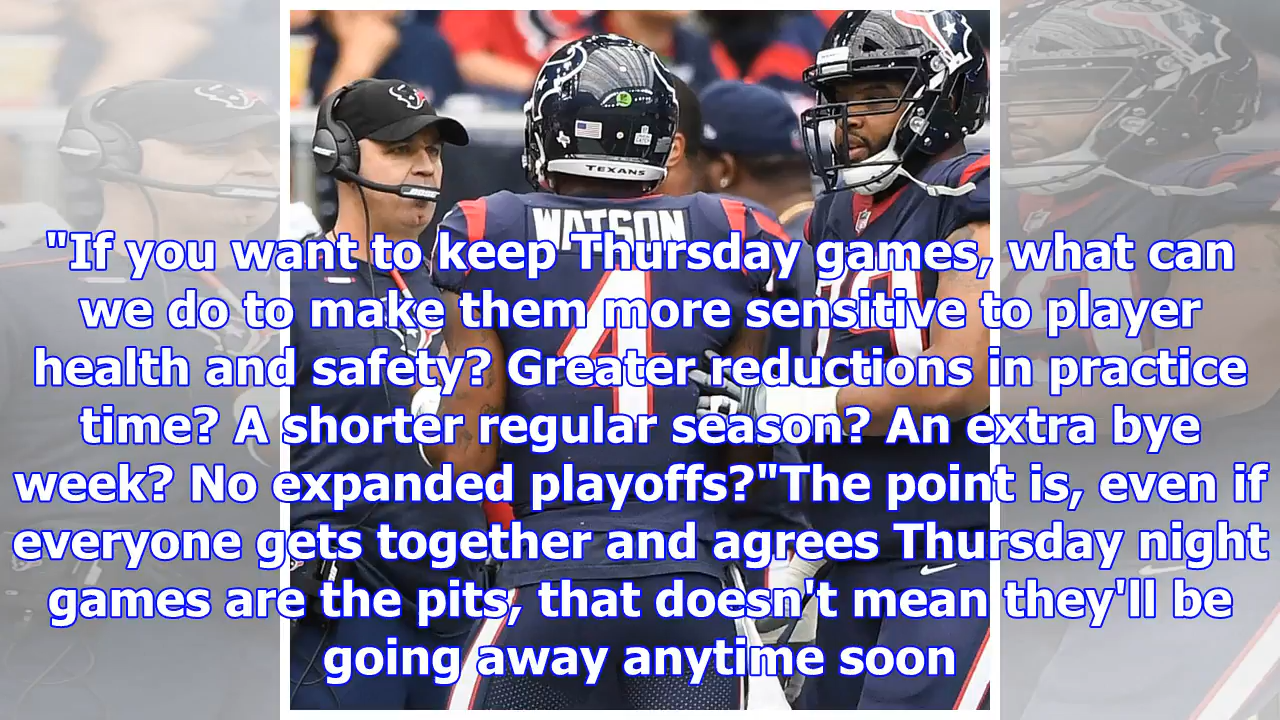 TEXANS
WATSON
"If you want to keep Thursday games, what can
we do to make them more sensitive to player
health and safety? Greater reductions in practice
time? A shorter regular season? An extra bye
week? No expanded playoffs?"The point is, even if
everyone gets together and agrees Thursday night
games are the pits, that doesn't mean they'll be
going away anytime soon
4